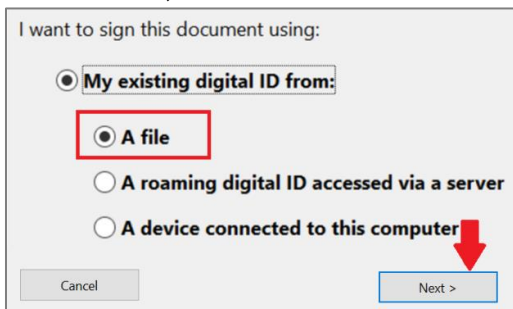 I want to sign this document using:
My existing digital ID from:
A file
A roaming digital ID accessed via a server
A device connected to this computer
Cancel
Next >